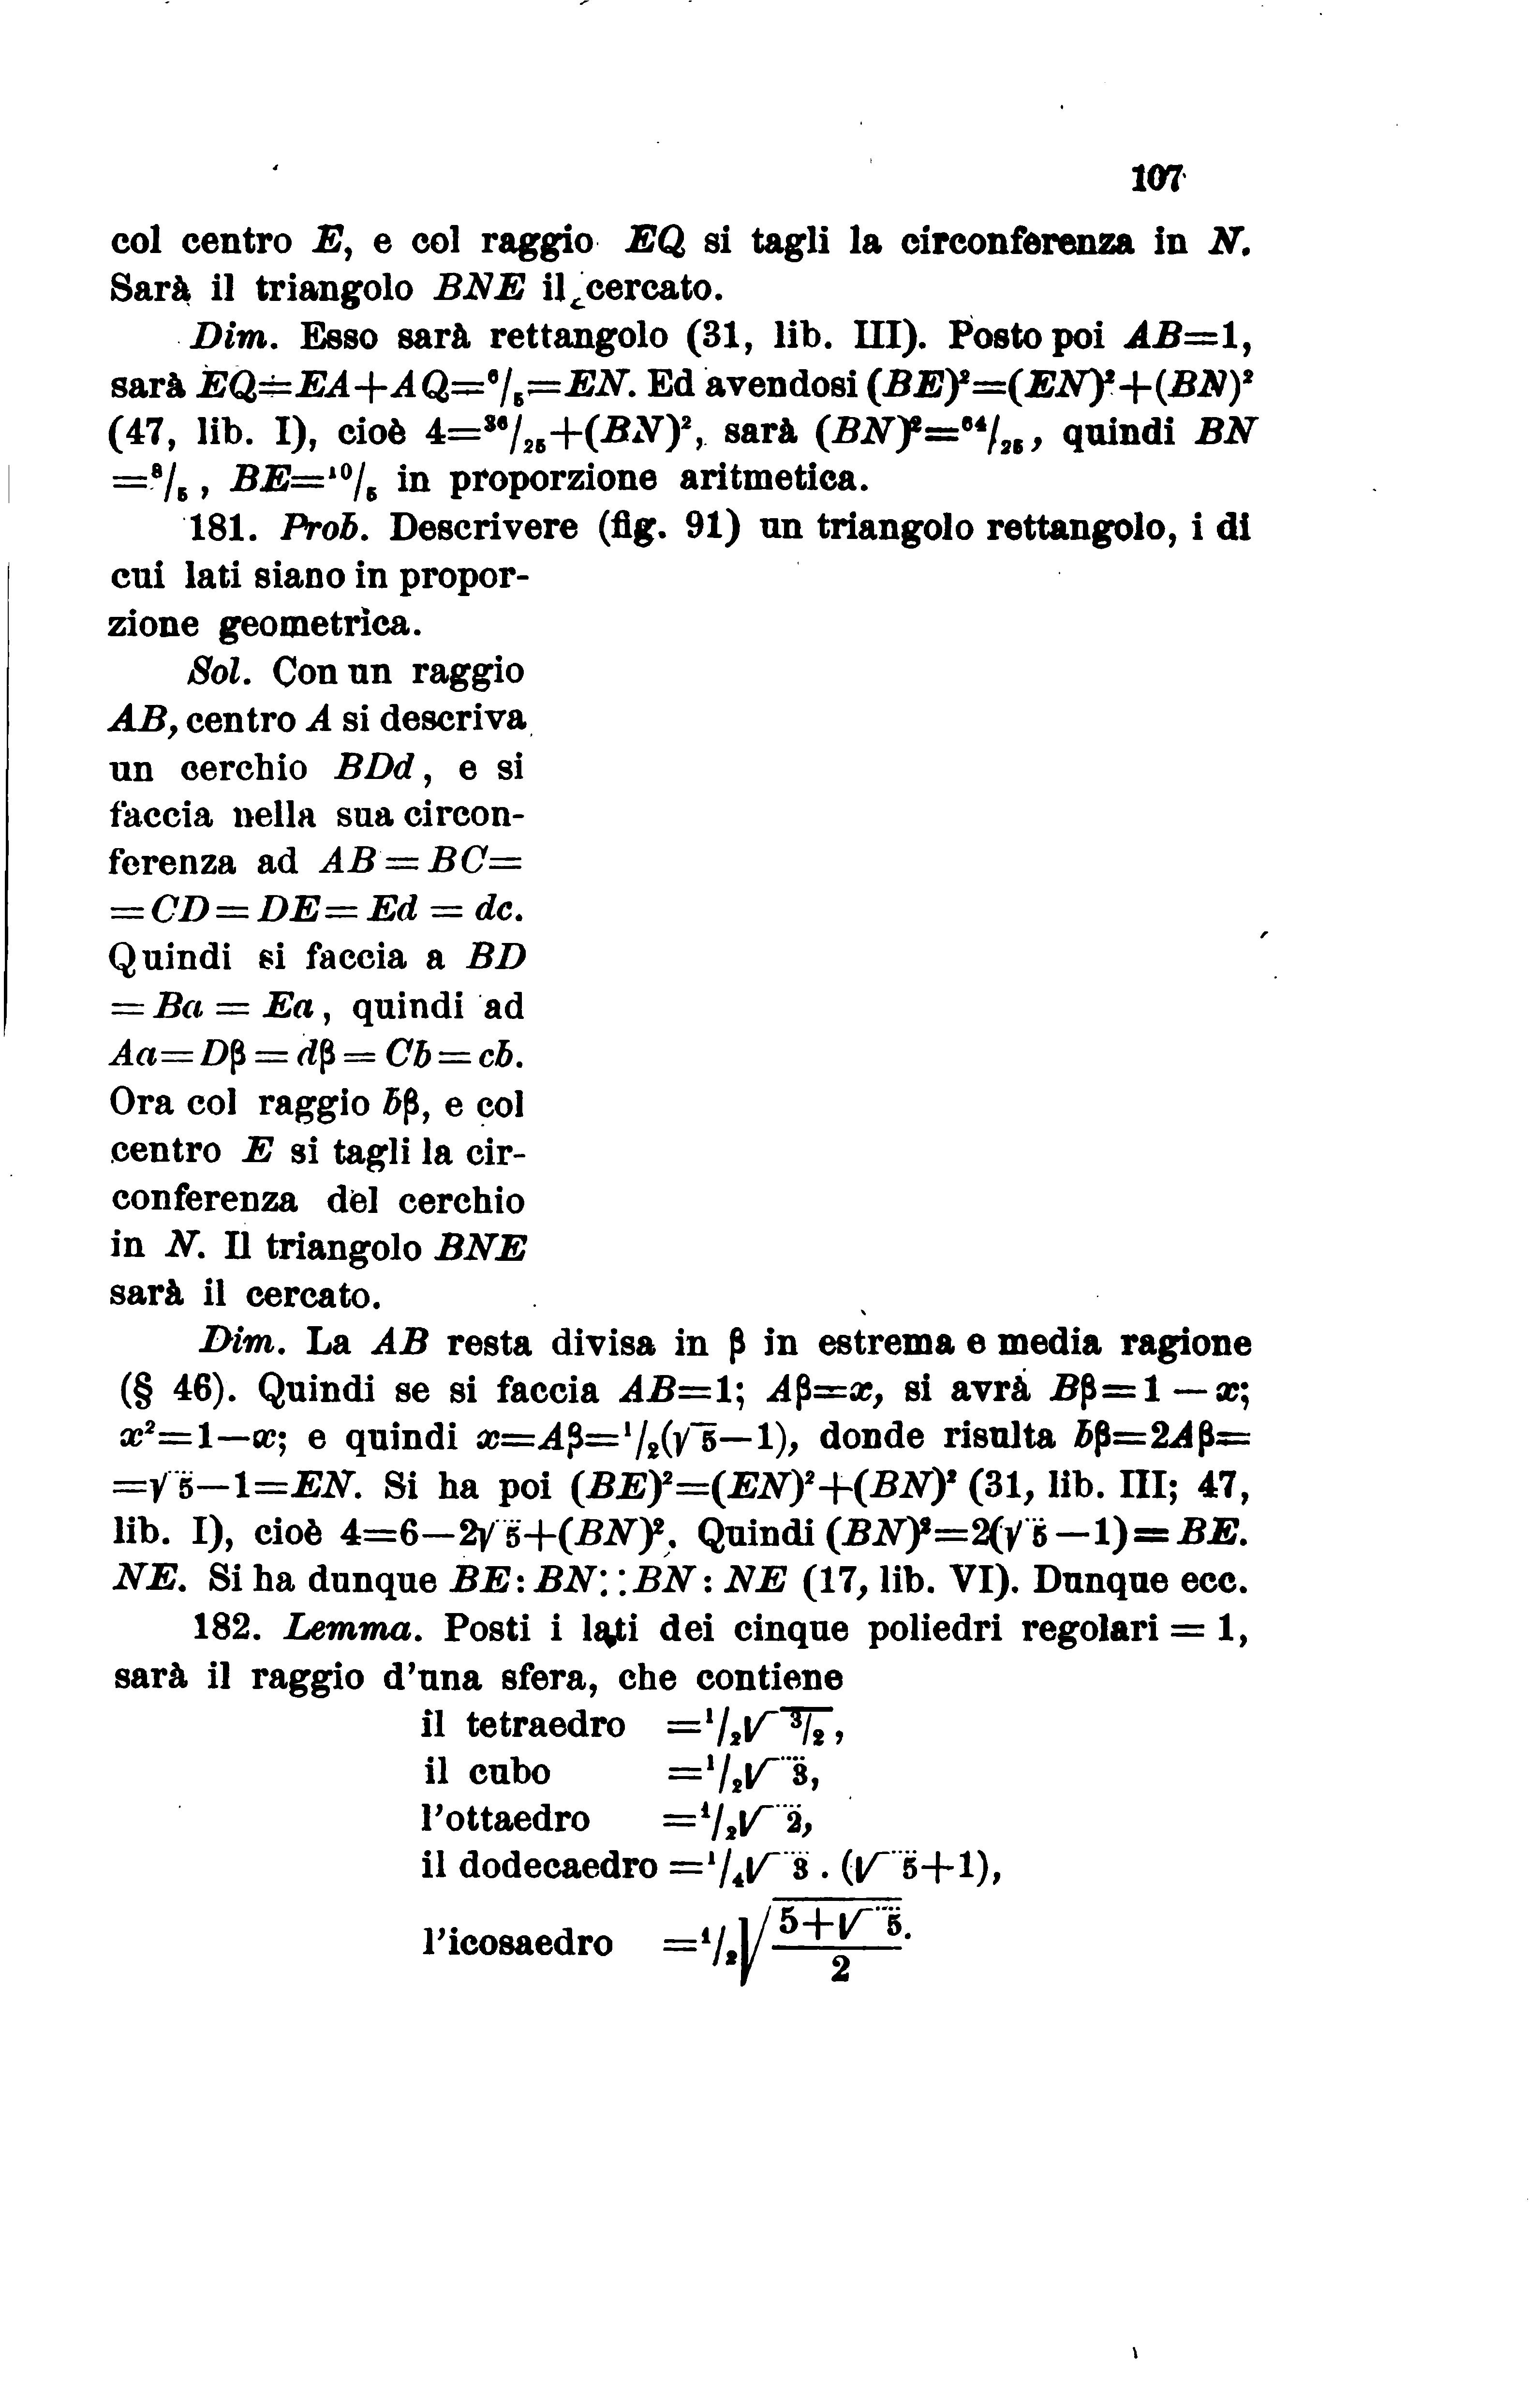 107
col centro E, e col raggio EQ si tagli la circonferenza in N.
Sarà il triangolo BNE il cercato.
Dim. Esso sarà rettangolo (31, lib. III). Posto poi AB=1,
sarà EQ=EA+AQ=⁶/₅=EN. Ed avendosi (BE)²=(EN)²+(BN)²
(47, lib. I), cioè 4=³⁶/₂₅+(BN)², sarà (BN)²=⁶⁴/₂₅, quindi BN
=⁸/₅, BE=¹⁰/₅ in proporzione aritmetica.
181. Prob. Descrivere (fig. 91) un triangolo rettangolo, i di
cui lati siano in propor-
zione geometrica.
Sol. Con un raggio
AB, centro A si descriva
un cerchio BDd, e si
faccia nella sua circon-
ferenza ad AB=BC=
=CD=DE=Ed=dc.
Quindi si faccia a BD
=Ba=Ea, quindi ad
Aa=Dβ=dβ=Cb=cb.
Ora col raggio bβ, e col
centro E si tagli la cir-
conferenza del cerchio
in N. Il triangolo BNE
sarà il cercato.
Dim. La AB resta divisa in β in estrema e media ragione
(§ 46). Quindi se si faccia AB=1; Aβ=x, si avrà Bβ=1—x;
x²=1—x; e quindi x=Aβ=¹/₂(√5—1), donde risulta bβ=2Aβ=
=√5—1=EN. Si ha poi (BE)²=(EN)²+(BN)² (31, lib. III; 47,
lib. I), cioè 4=6—2√5+(BN)². Quindi (BN)²=2(√5—1)=BE.
NE. Si ha dunque BE:BN::BN:NE (17, lib. VI). Dunque ecc.
182. Lemma. Posti i lati dei cinque poliedri regolari = 1,
sarà il raggio d'una sfera, che contiene
il tetraedro =¹/₂√³/₂,
il cubo =¹/₂√3,
l'ottaedro =¹/₂√2,
il dodecaedro =¹/₄√3.(√5+1),
l'icosaedro =¹/₂√((5+√5)/2).